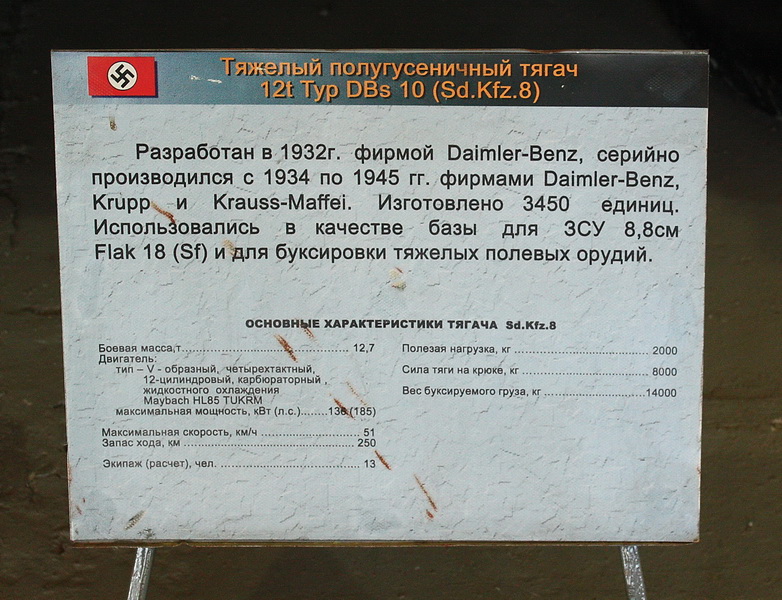 Тяжелый полугусеничный тягач
12t Typ DBs 10 (Sd.Kfz.8)
Разработан в 1932г. фирмой Daimler-Benz, серийно
производился с 1934 по 1945 гг. фирмами Daimler-Benz,
Krupp и Krauss-Maffei. Изготовлено 3450 единиц.
Использовались в качестве базы для ЗСУ 8,8см
Flak 18 (Sf) и для буксировки тяжелых полевых орудий.
ОСНОВНЫЕ ХАРАКТЕРИСТИКИ ТЯГАЧА Sd.Kfz.8
Боевая масса,т ........................................ 12,7
Двигатель:
тип – V - образный, четырехтактный,
12-цилиндровый, карбюраторный ,
жидкостного охлаждения
Maybach HL85 TUKRM
максимальная мощность, кВт (л.с.)........136 (185)
Максимальная скорость, км/ч ........................... 51
Запас хода, км ..................................................... 250
Экипаж (расчет), чел. ........................................ 13
Полезая нагрузка, кг ........................................ 2000
Сила тяги на крюке, кг .................................... 8000
Вес буксируемого груза, кг .............................14000